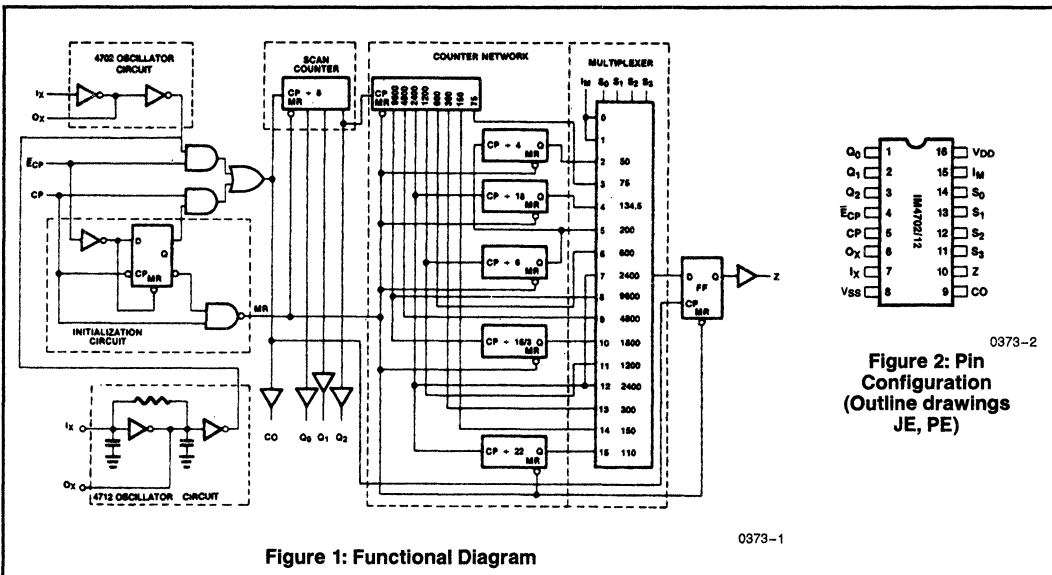 4702 OSCILLATOR
CIRCUIT
IX
OX
ECP
CP
D
Q
CP
MR
INITIALIZATION
CIRCUIT
MR
IX
OX
4712 OSCILLATOR CIRCUIT
SCAN
COUNTER
CP ÷ 8
MR
CO
Q0
Q1
Q2
COUNTER NETWORK
CP
MR
9600
4800
2400
1200
600
300
150
75
CP ÷ 4 Q
MR
MR
CP ÷ 6
MR
CP ÷ 16/3 Q
MR
CP ÷ 22 Q
MR
MULTIPLEXER
IM S0 S1 S2 S3
0
1
2 50
3 75
4 134.5
5 200
6 600
7 2400
8 9600
9 4800
10 1800
11 1200
12 2400
13 300
14 150
15 110
D Q
FF
CP
MR
Z
0373-1
Figure 1: Functional Diagram
Q0 1 16 VDD
Q1 2 15 IM
Q2 3 14 S0
ECP 4 13 S1
CP 5 12 S2
OX 6 11 S3
IX 7 10 Z
VSS 8 9 CO
IM4702/12
0373-2
Figure 2: Pin
Configuration
(Outline drawings
JE, PE)